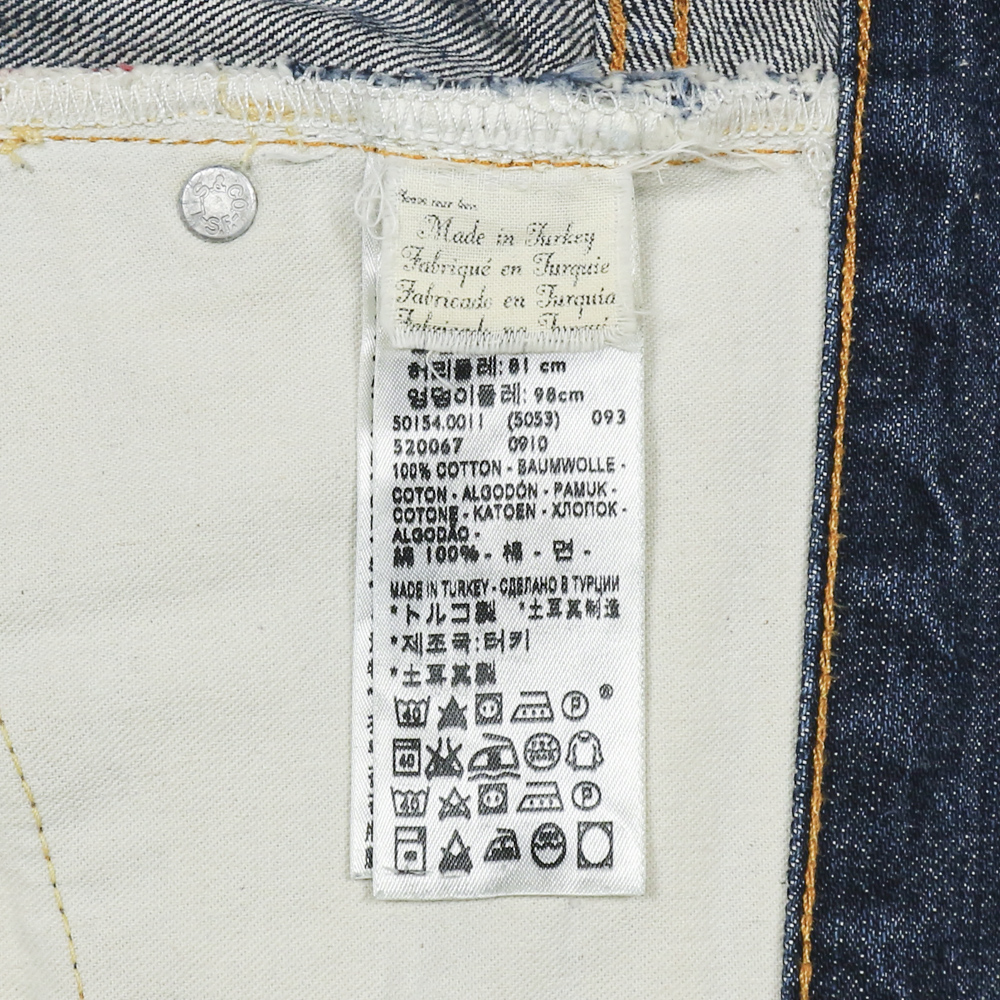 Made in Turkey
Fabriqué en Turquie
Fabricado en Turquía
Fabricado na Turqui
허리둘레: 81 cm
엉덩이둘레: 98cm
50154.0011 (5053) 093
520067 0910
100% COTTON - BAUMWOLLE -
COTON - ALGODÓN - PAMUK -
COTONE - KATOEN - ХЛОПОК -
ALGODÃO -
綿 100% - 棉 - 면 -
MADE IN TURKEY - СДЕЛАНО В ТУРЦИИ
*トルコ製 *土耳其制造
*제조국:터키
*土耳其製